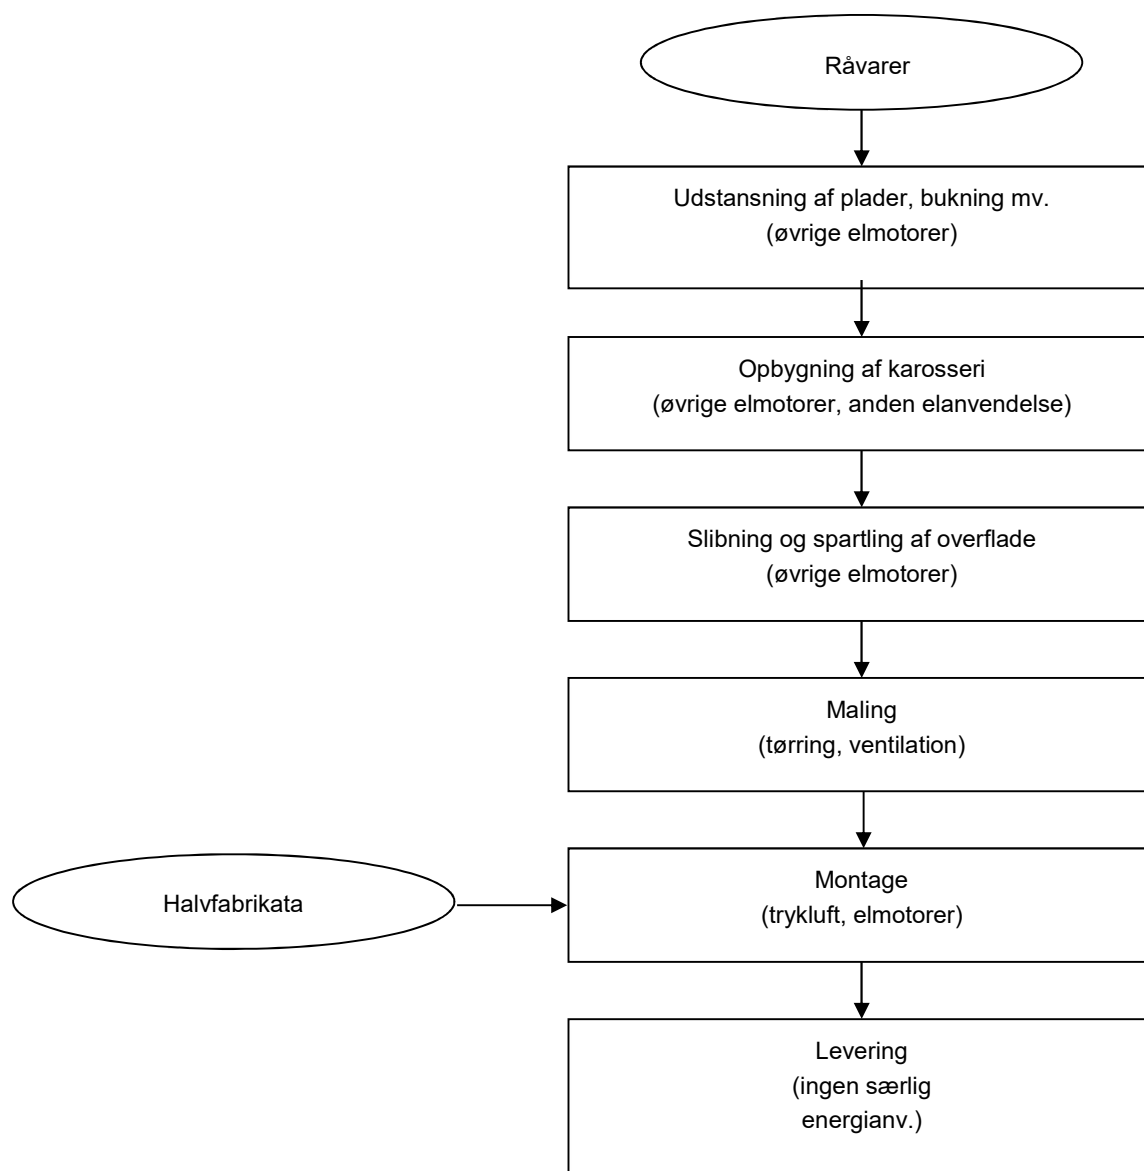 Råvarer
Udstansning af plader, bukning mv.
(øvrige elmotorer)
Opbygning af karosseri
(øvrige elmotorer, anden elanvendelse)
Slibning og spartling af overflade
(øvrige elmotorer)
Maling
(tørring, ventilation)
Halvfabrikata
Montage
(trykluft, elmotorer)
Levering
(ingen særlig
energianv.)